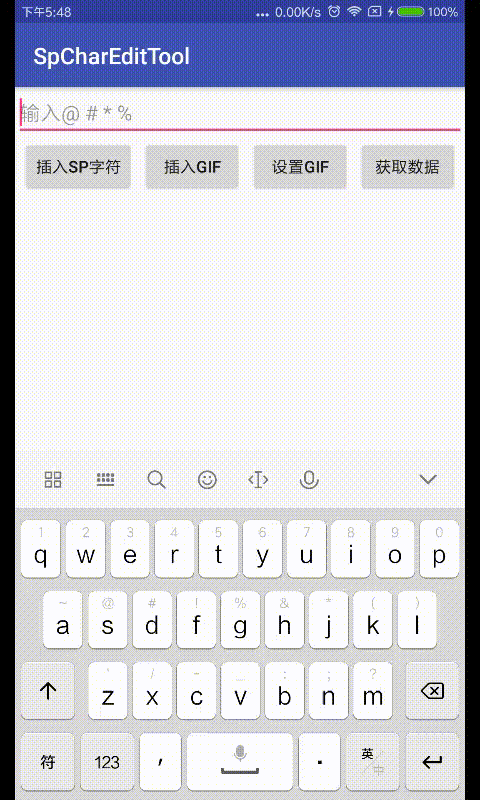 下午5:48 ... 0.00K/s 100%
SpCharEditTool
输入@ # * %
插入SP字符 插入GIF 设置GIF 获取数据
1 2 3 4 5 6 7 8 9 0
q w e r t y u i o p
~ @ # ! % & * ( )
a s d f g h j k l
' / - _ : ; ?
z x c v b n m
符 123 , . 英/中